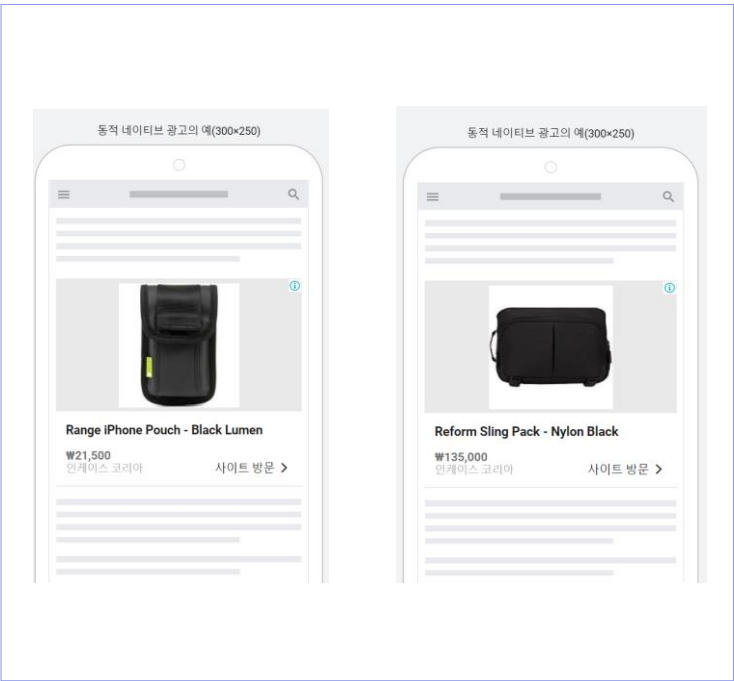 동적 네이티브 광고의 예(300×250)
Range iPhone Pouch - Black Lumen
₩21,500
인케이스 코리아
사이트 방문
동적 네이티브 광고의 예(300×250)
Reform Sling Pack - Nylon Black
₩135,000
인케이스 코리아
사이트 방문